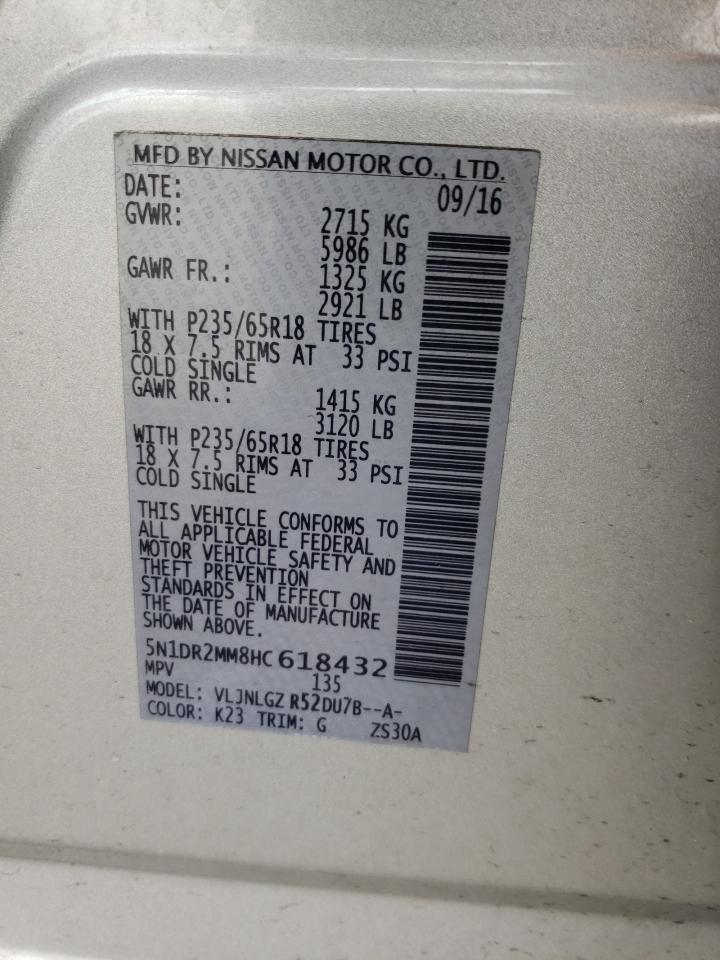 MFD BY NISSAN MOTOR CO., LTD.
DATE: 09/16
GVWR: 2715 KG
5986 LB
GAWR FR.: 1325 KG
2921 LB
WITH P235/65R18 TIRES
18 X 7.5 RIMS AT 33 PSI
COLD SINGLE
GAWR RR.: 1415 KG
3120 LB
WITH P235/65R18 TIRES
18 X 7.5 RIMS AT 33 PSI
COLD SINGLE
THIS VEHICLE CONFORMS TO
ALL APPLICABLE FEDERAL
MOTOR VEHICLE SAFETY AND
THEFT PREVENTION
STANDARDS IN EFFECT ON
THE DATE OF MANUFACTURE
SHOWN ABOVE.
5N1DR2MM8HC 618432
MPV 135
MODEL: VLJNLGZ R52DU7B--A-
COLOR: K23 TRIM: G ZS30A